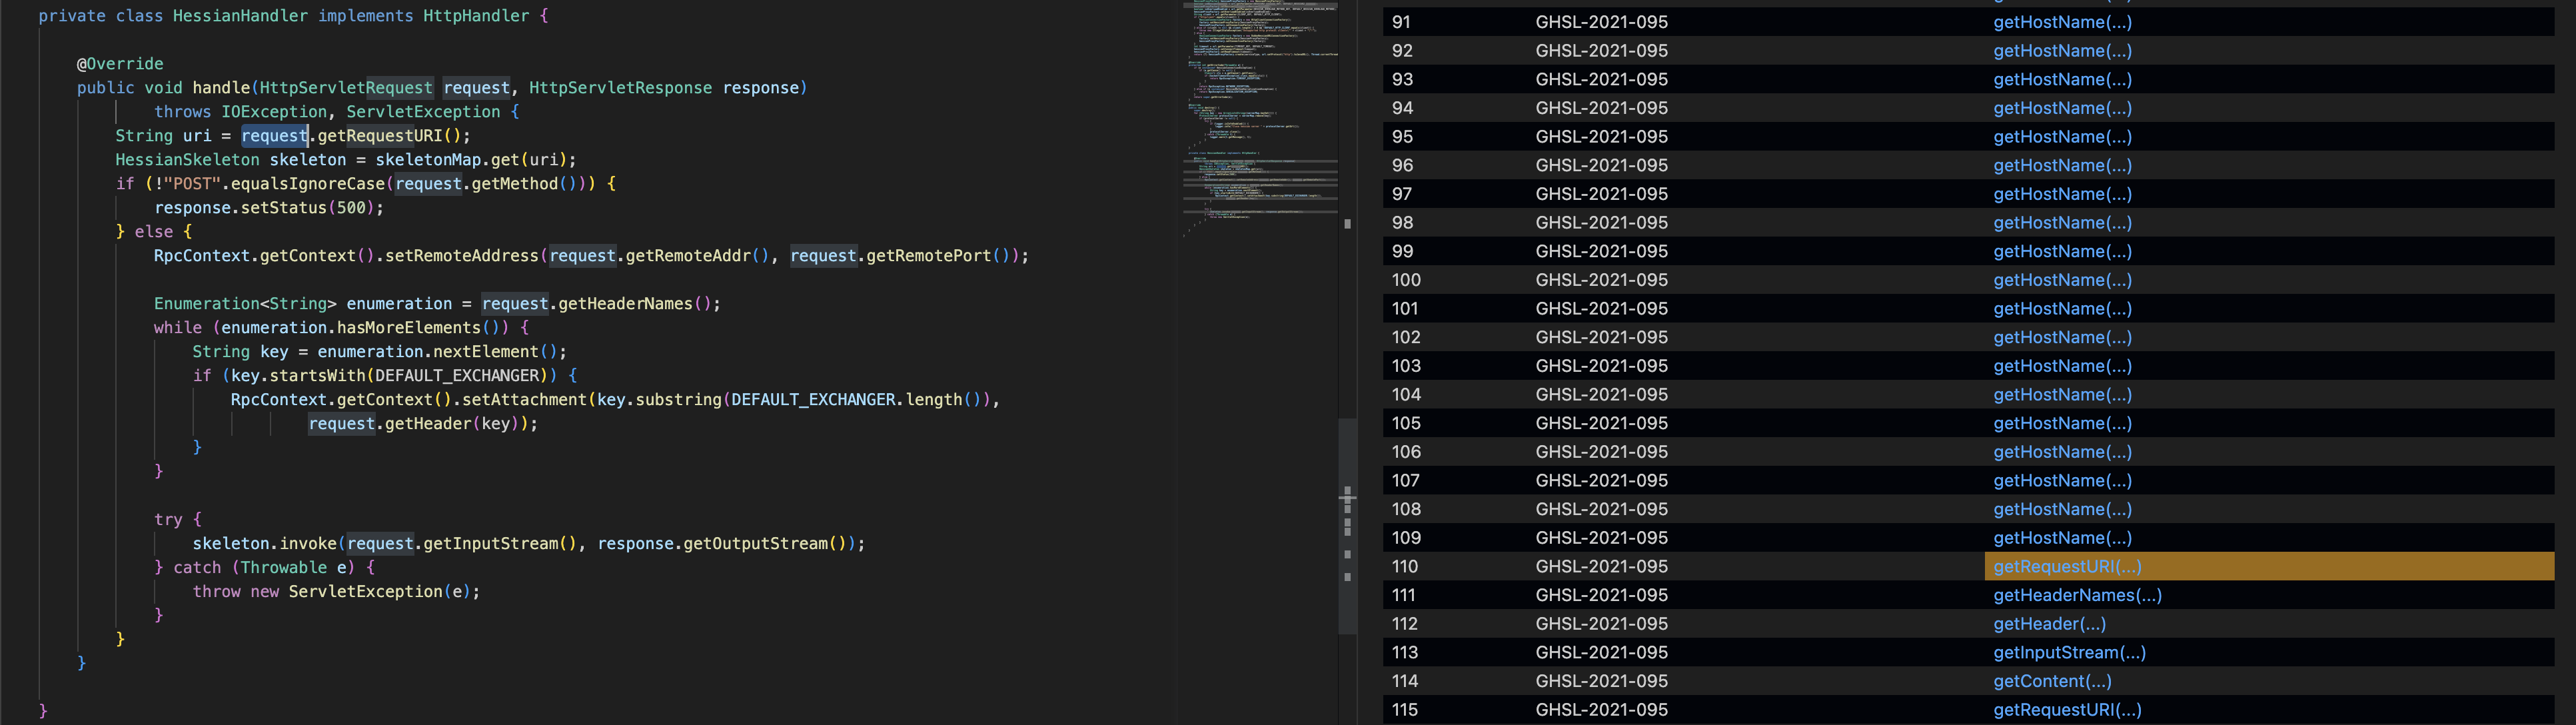 private class HessianHandler implements HttpHandler {
@Override
public void handle(HttpServletRequest request, HttpServletResponse response)
throws IOException, ServletException {
String uri = request.getRequestURI();
HessianSkeleton skeleton = skeletonMap.get(uri);
if (!"POST".equalsIgnoreCase(request.getMethod())) {
response.setStatus(500);
} else {
RpcContext.getContext().setRemoteAddress(request.getRemoteAddr(), request.getRemotePort());
Enumeration<String> enumeration = request.getHeaderNames();
while (enumeration.hasMoreElements()) {
String key = enumeration.nextElement();
if (key.startsWith(DEFAULT_EXCHANGER)) {
RpcContext.getContext().setAttachment(key.substring(DEFAULT_EXCHANGER.length()),
request.getHeader(key));
}
}
try {
skeleton.invoke(request.getInputStream(), response.getOutputStream());
} catch (Throwable e) {
throw new ServletException(e);
}
}
}
}
91 GHSL-2021-095 getHostName(...)
92 GHSL-2021-095 getHostName(...)
93 GHSL-2021-095 getHostName(...)
94 GHSL-2021-095 getHostName(...)
95 GHSL-2021-095 getHostName(...)
96 GHSL-2021-095 getHostName(...)
97 GHSL-2021-095 getHostName(...)
98 GHSL-2021-095 getHostName(...)
99 GHSL-2021-095 getHostName(...)
100 GHSL-2021-095 getHostName(...)
101 GHSL-2021-095 getHostName(...)
102 GHSL-2021-095 getHostName(...)
103 GHSL-2021-095 getHostName(...)
104 GHSL-2021-095 getHostName(...)
105 GHSL-2021-095 getHostName(...)
106 GHSL-2021-095 getHostName(...)
107 GHSL-2021-095 getHostName(...)
108 GHSL-2021-095 getHostName(...)
109 GHSL-2021-095 getHostName(...)
110 GHSL-2021-095 getRequestURI(...)
111 GHSL-2021-095 getHeaderNames(...)
112 GHSL-2021-095 getHeader(...)
113 GHSL-2021-095 getInputStream(...)
114 GHSL-2021-095 getContent(...)
115 GHSL-2021-095 getRequestURI(...)